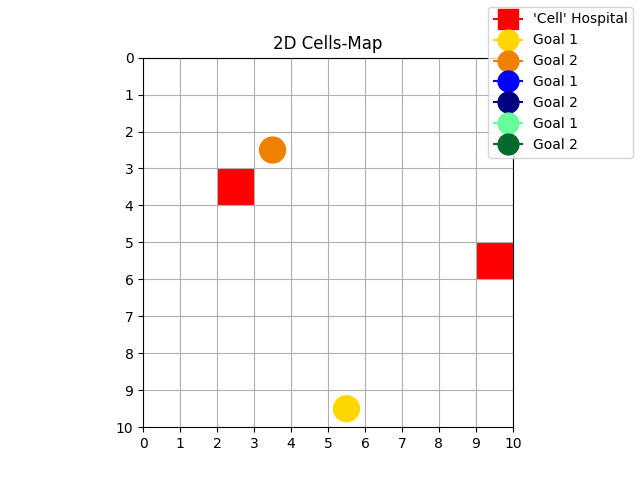 2D Cells-Map
'Cell' Hospital
Goal 1
Goal 2
Goal 1
Goal 2
Goal 1
Goal 2
0
1
2
3
4
5
6
7
8
9
10
0 1 2 3 4 5 6 7 8 9 10